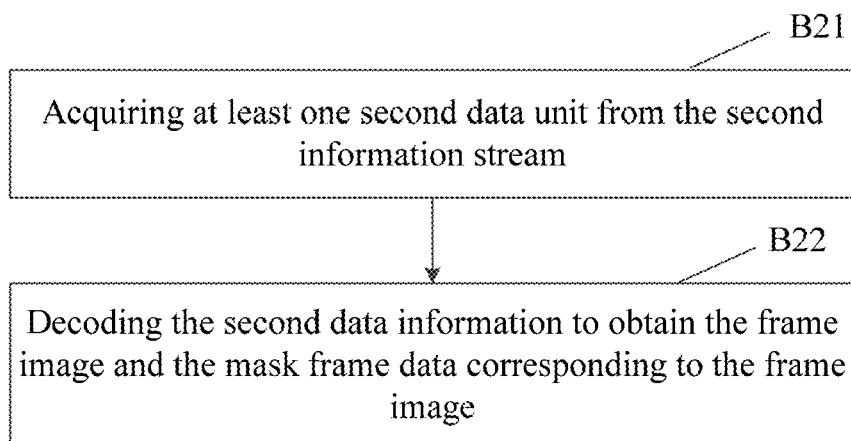 B21
Acquiring at least one second data unit from the second
information stream
B22
Decoding the second data information to obtain the frame
image and the mask frame data corresponding to the frame
image